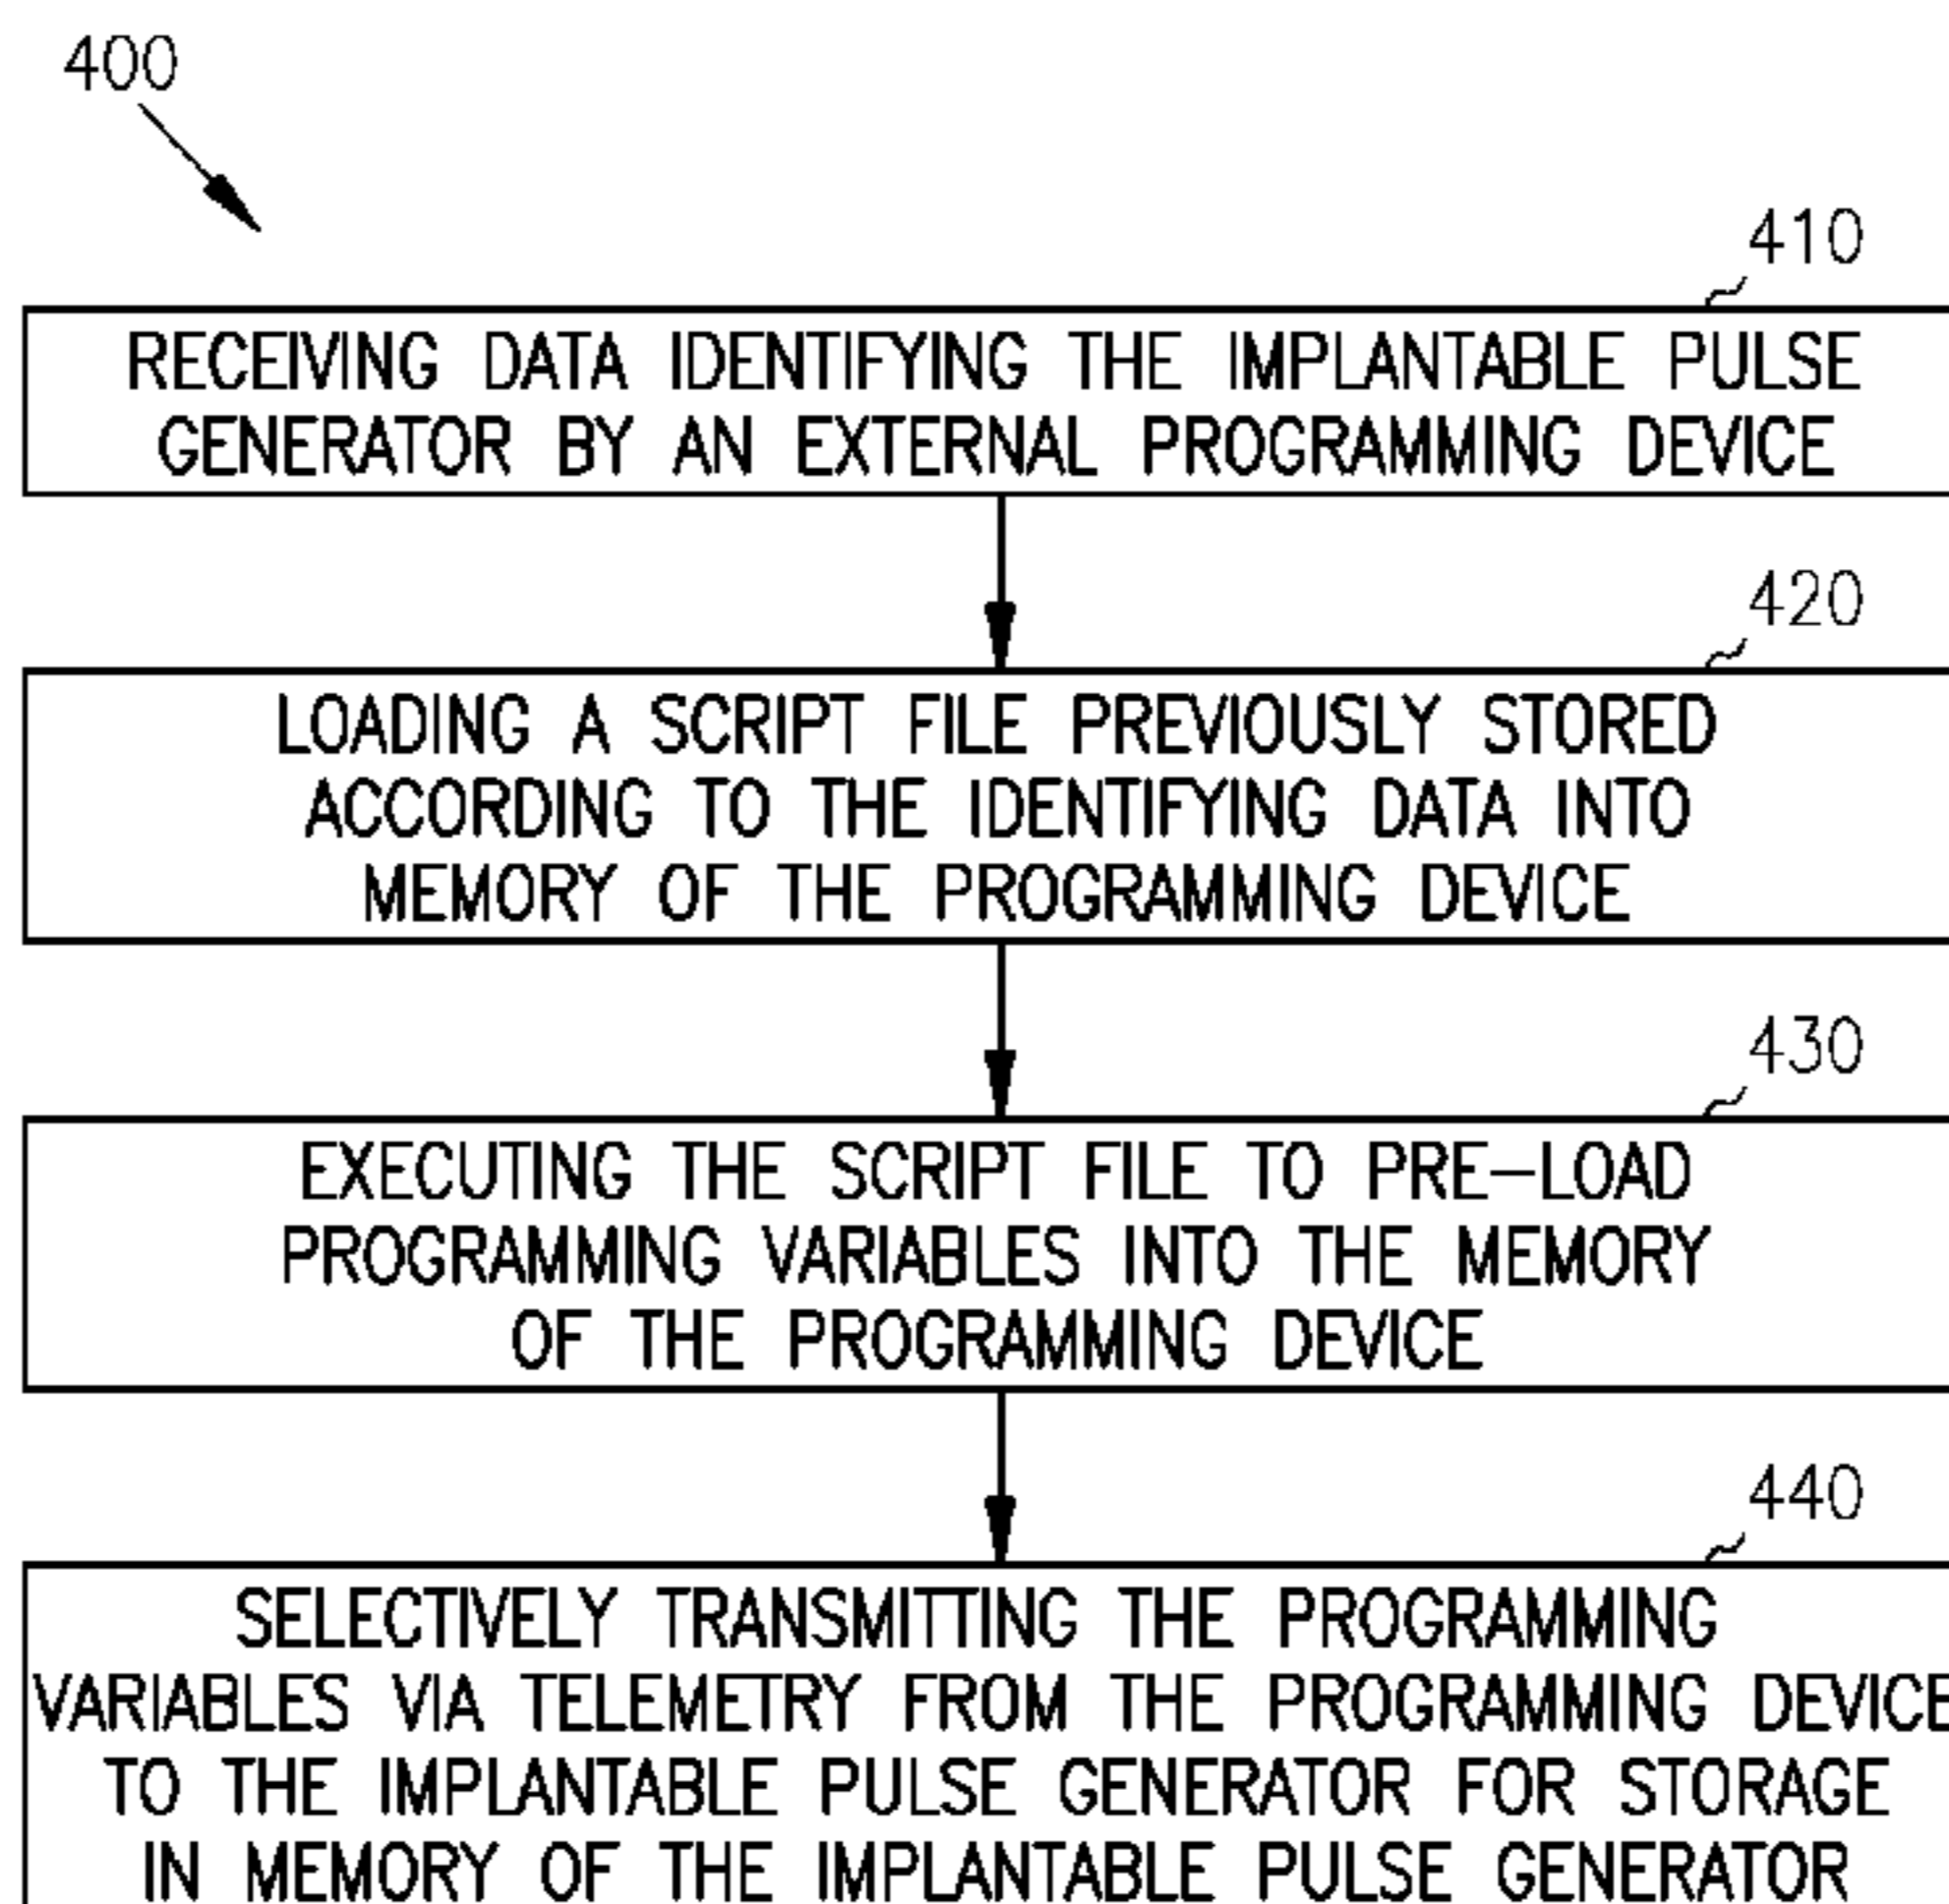 400
410
RECEIVING DATA IDENTIFYING THE IMPLANTABLE PULSE
GENERATOR BY AN EXTERNAL PROGRAMMING DEVICE
420
LOADING A SCRIPT FILE PREVIOUSLY STORED
ACCORDING TO THE IDENTIFYING DATA INTO
MEMORY OF THE PROGRAMMING DEVICE
430
EXECUTING THE SCRIPT FILE TO PRE-LOAD
PROGRAMMING VARIABLES INTO THE MEMORY
OF THE PROGRAMMING DEVICE
440
SELECTIVELY TRANSMITTING THE PROGRAMMING
VARIABLES VIA TELEMETRY FROM THE PROGRAMMING DEVICE
TO THE IMPLANTABLE PULSE GENERATOR FOR STORAGE
IN MEMORY OF THE IMPLANTABLE PULSE GENERATOR